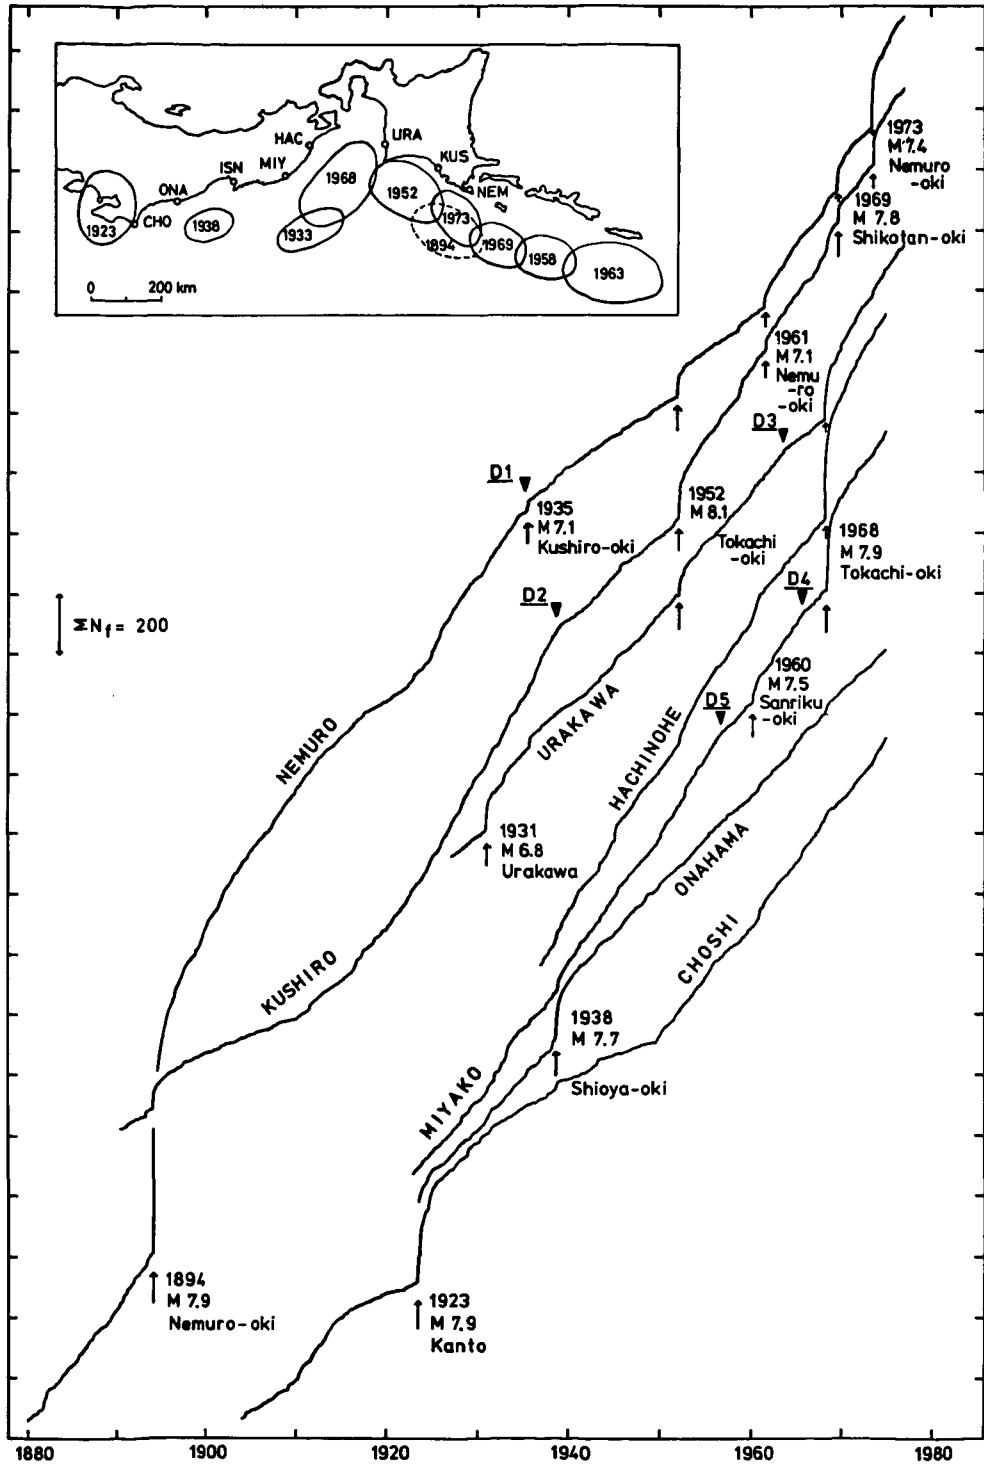 HAC
URA
ISN
MIY
KUS
ONA
NEM
CHO
1968
1952
1973
1923
1938
1933
1894
1969
1958
1963
0 200 km
1973
M 7.4
Nemuro
-oki
1969
M 7.8
Shikotan-oki
1961
M 7.1
Nemu
-ro
-oki
D3
D1
1935
M 7.1
Kushiro-oki
1952
M 8.1
Tokachi
-oki
1968
M 7.9
Tokachi-oki
D2
D4
ΣNf = 200
1960
M 7.5
Sanriku
-oki
D5
NEMURO
URAKAWA
HACHINOHE
1931
M 6.8
Urakawa
ONAHAMA
CHOSHI
KUSHIRO
1938
M 7.7
Shioya-oki
MIYAKO
1894
M 7.9
Nemuro-oki
1923
M 7.9
Kanto
1880 1900 1920 1940 1960 1980